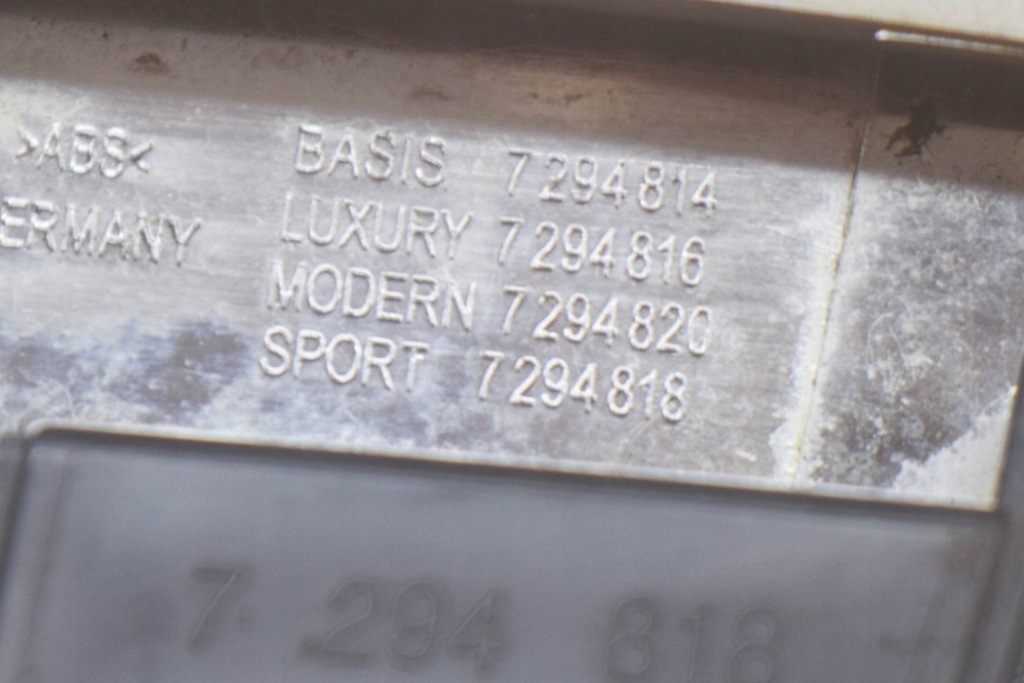 >ABS<
ERMANY
BASIS 7294814
LUXURY 7294816
MODERN 7294820
SPORT 7294818
7 294 818